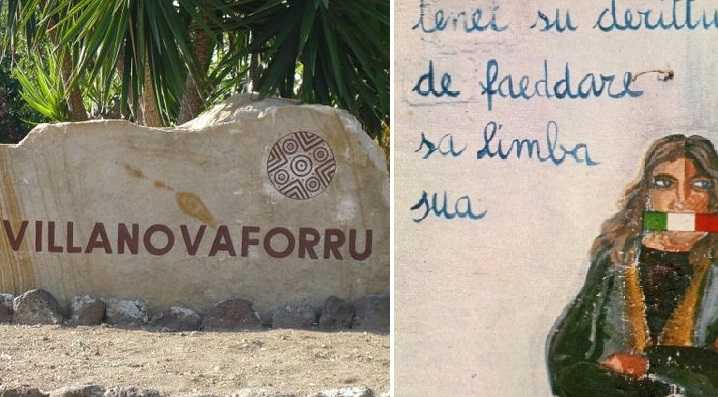 VILLANOVAFORRU
tenet su derittu
de faeddare
sa limba
sua